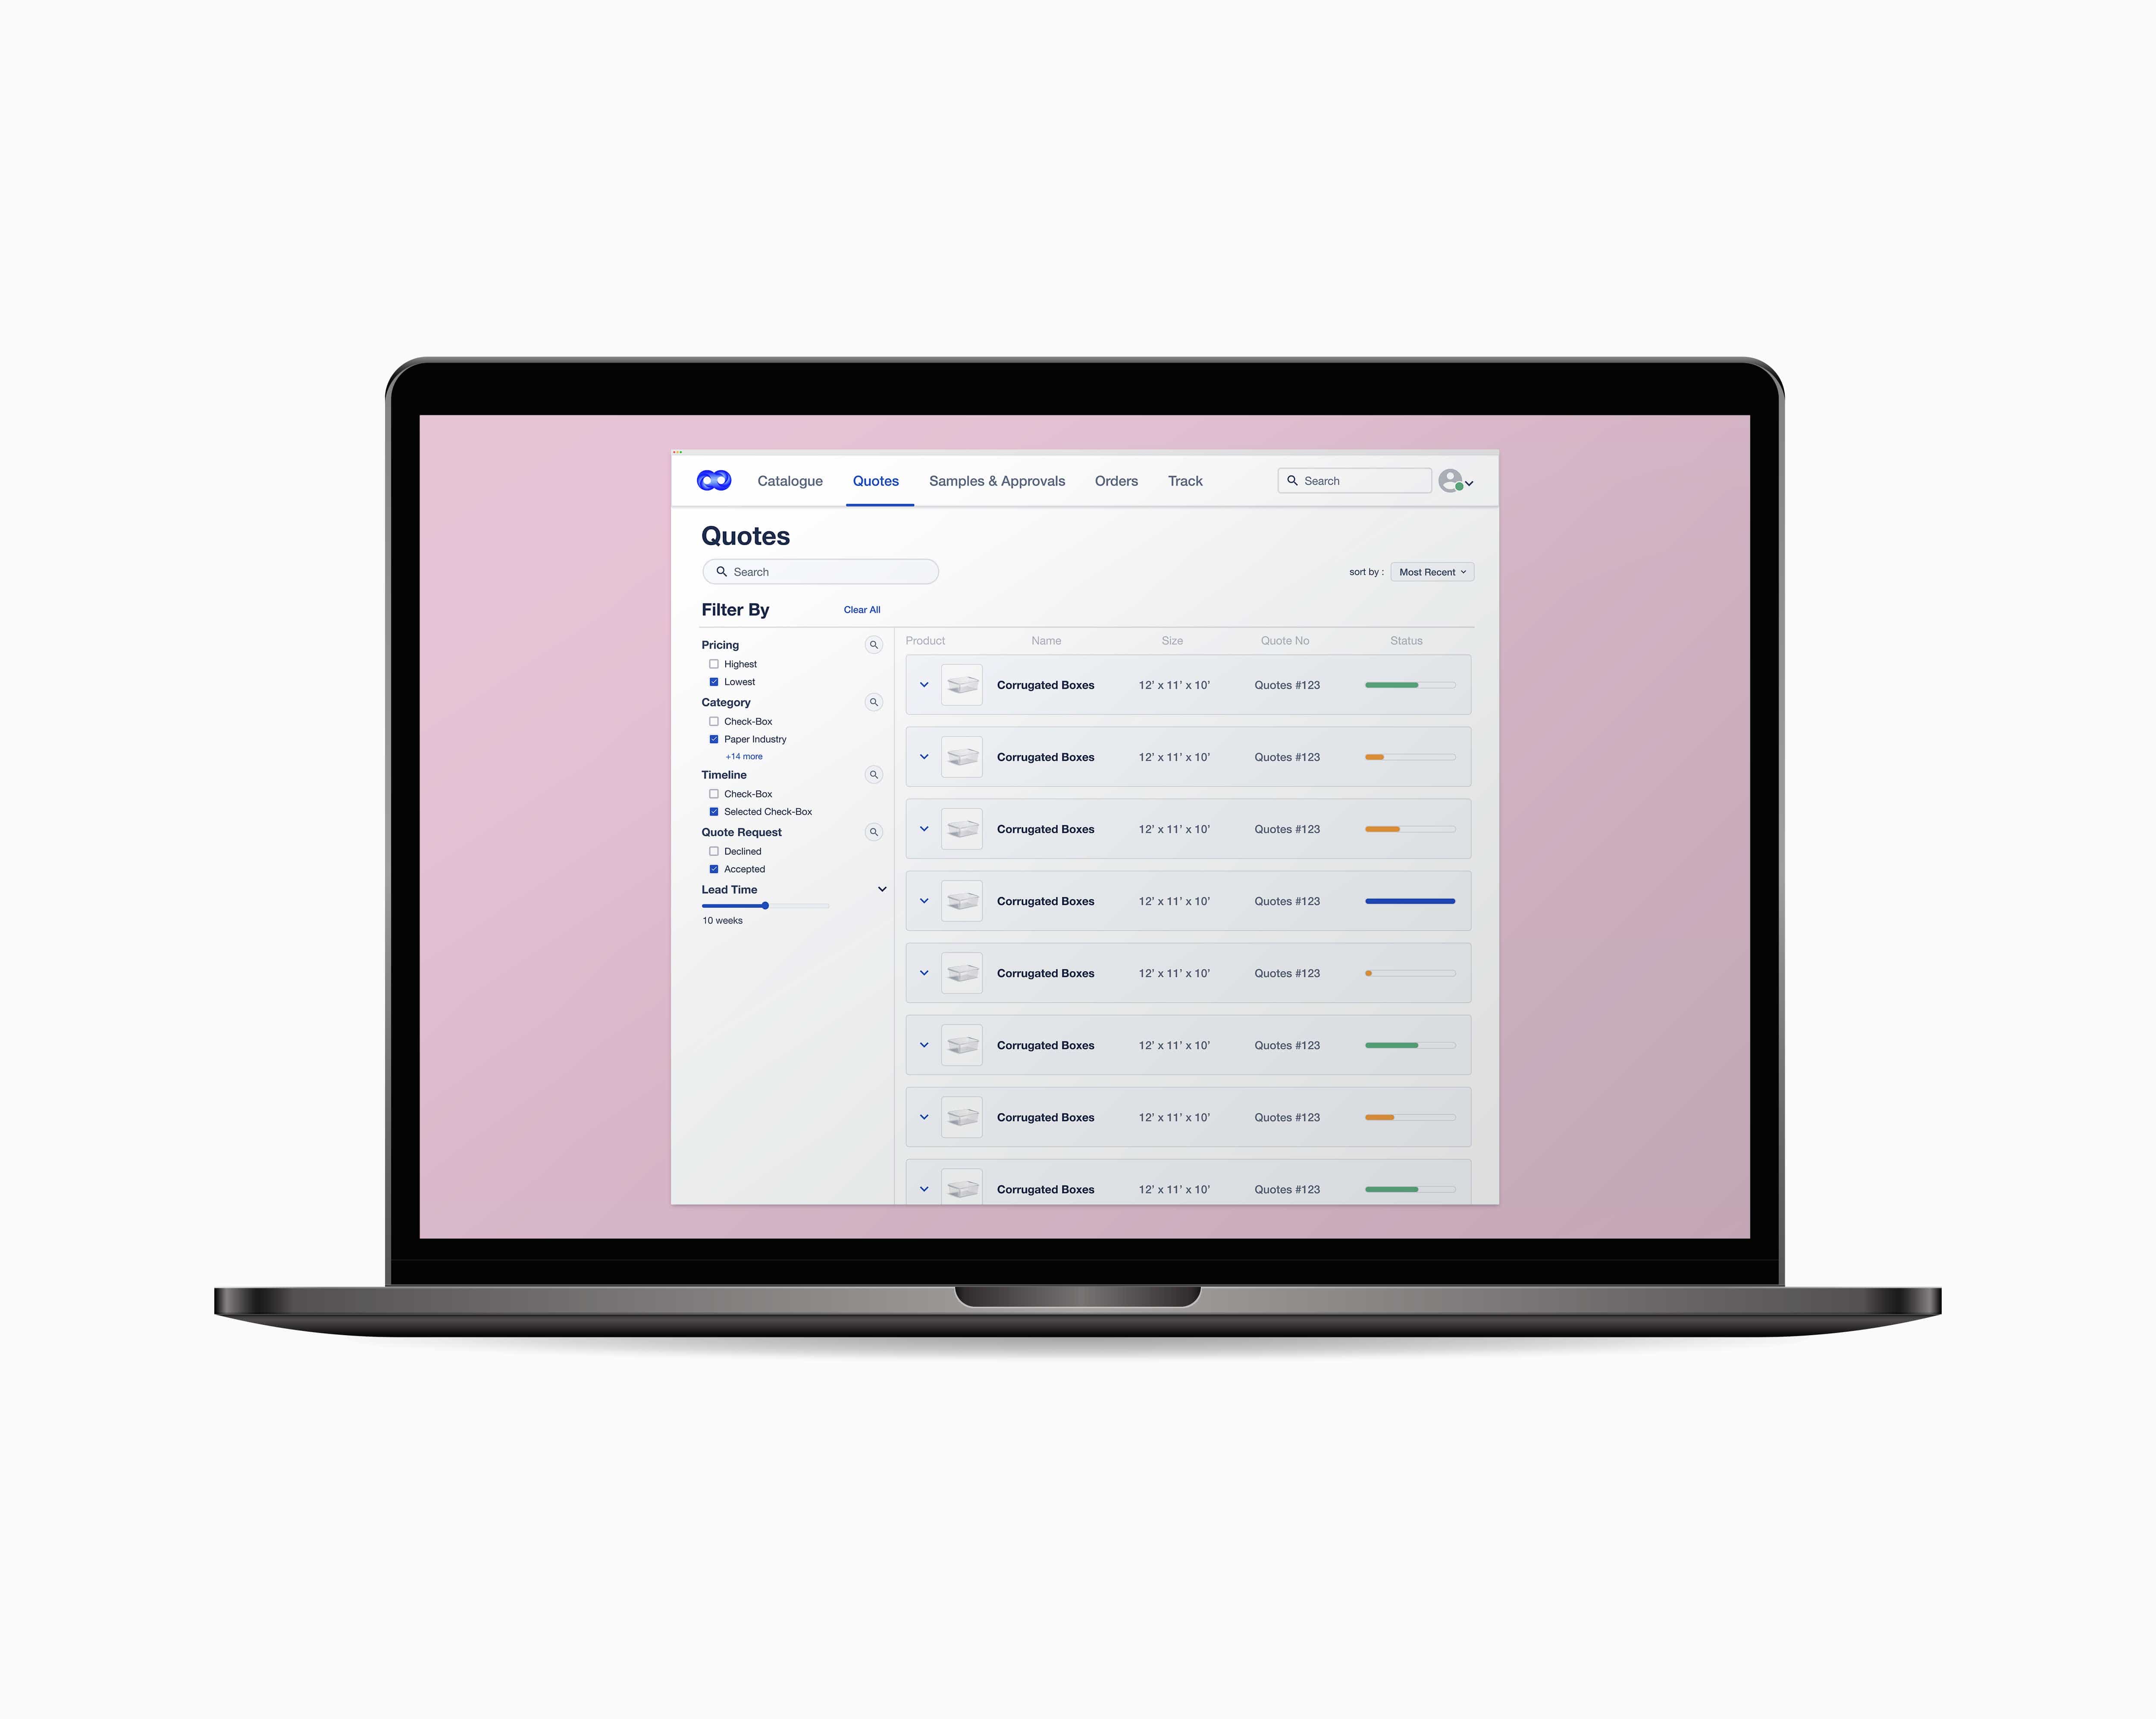 Catalogue Quotes Samples & Approvals Orders Track Search
Quotes
Search
sort by : Most Recent
Filter By Clear All
Product Name Size Quote No Status
Pricing
Highest
Lowest
Category
Check-Box
Paper Industry
+14 more
Timeline
Check-Box
Selected Check-Box
Quote Request
Declined
Accepted
Lead Time
10 weeks
Corrugated Boxes 12’ x 11’ x 10’ Quotes #123
Corrugated Boxes 12’ x 11’ x 10’ Quotes #123
Corrugated Boxes 12’ x 11’ x 10’ Quotes #123
Corrugated Boxes 12’ x 11’ x 10’ Quotes #123
Corrugated Boxes 12’ x 11’ x 10’ Quotes #123
Corrugated Boxes 12’ x 11’ x 10’ Quotes #123
Corrugated Boxes 12’ x 11’ x 10’ Quotes #123
Corrugated Boxes 12’ x 11’ x 10’ Quotes #123